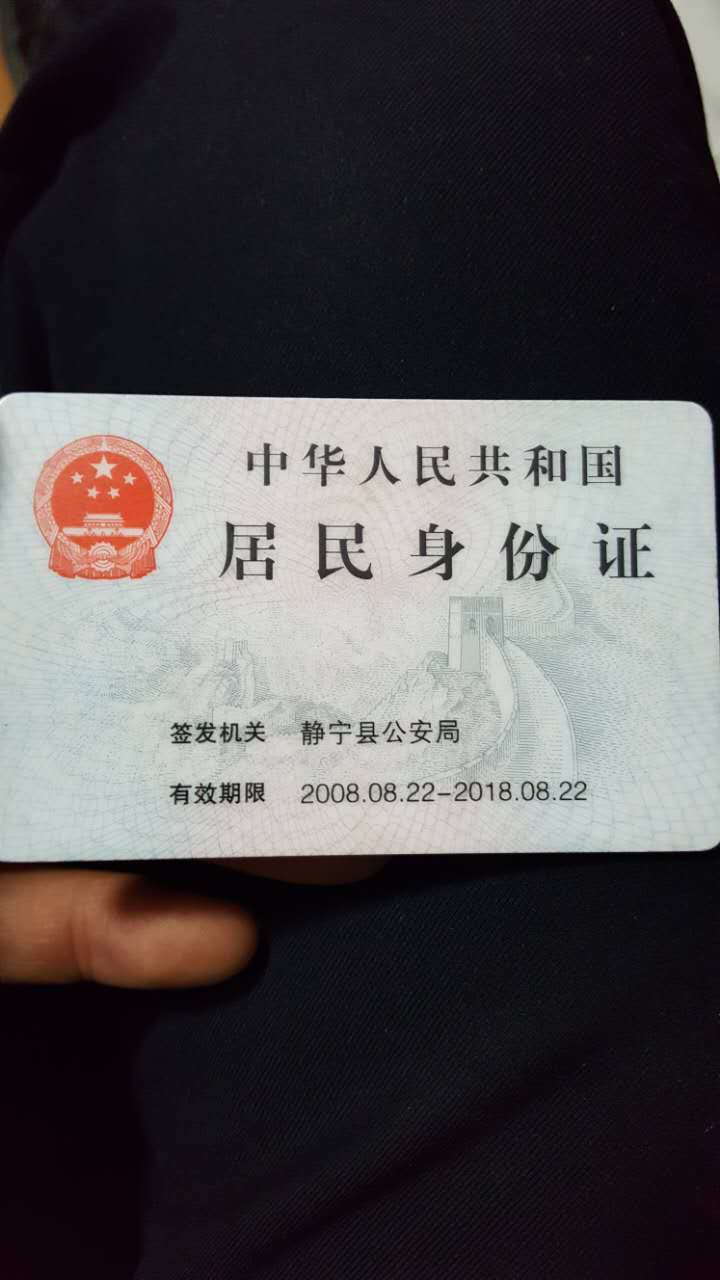 中华人民共和国
居民身份证
签发机关 静宁县公安局
有效期限 2008.08.22-2018.08.22